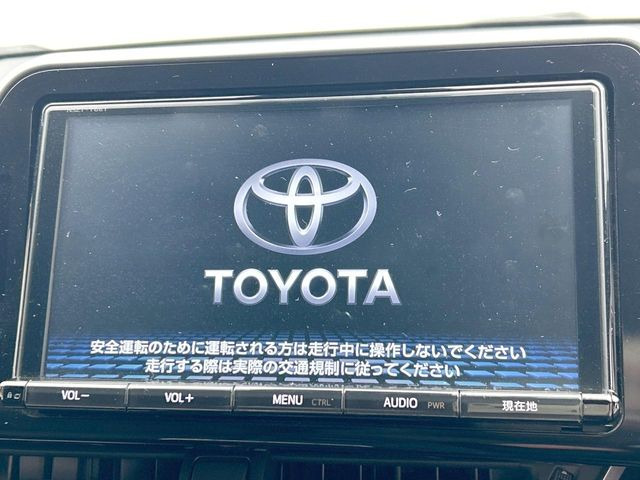 TOYOTA
安全運転のために運転される方は走行中に操作しないでください
走行する際は実際の交通規制に従ってください
VOL−
VOL+
MENU CTRL
AUDIO PWR
現在地